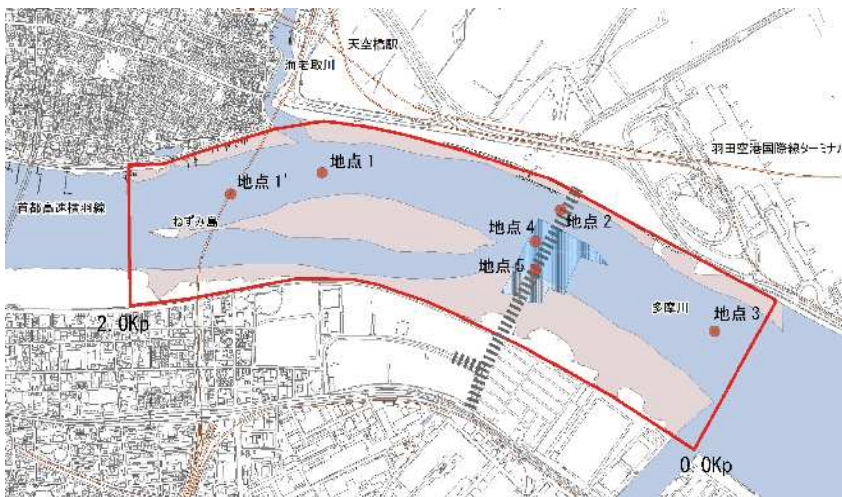 天空橋駅
海老取川
羽田空港国際線ターミナル
地点 1
地点 1'
首都高速横羽線
ねずみ島
地点 2
地点 4
地点 5
多摩川
地点 3
2.0Kp
0.0Kp